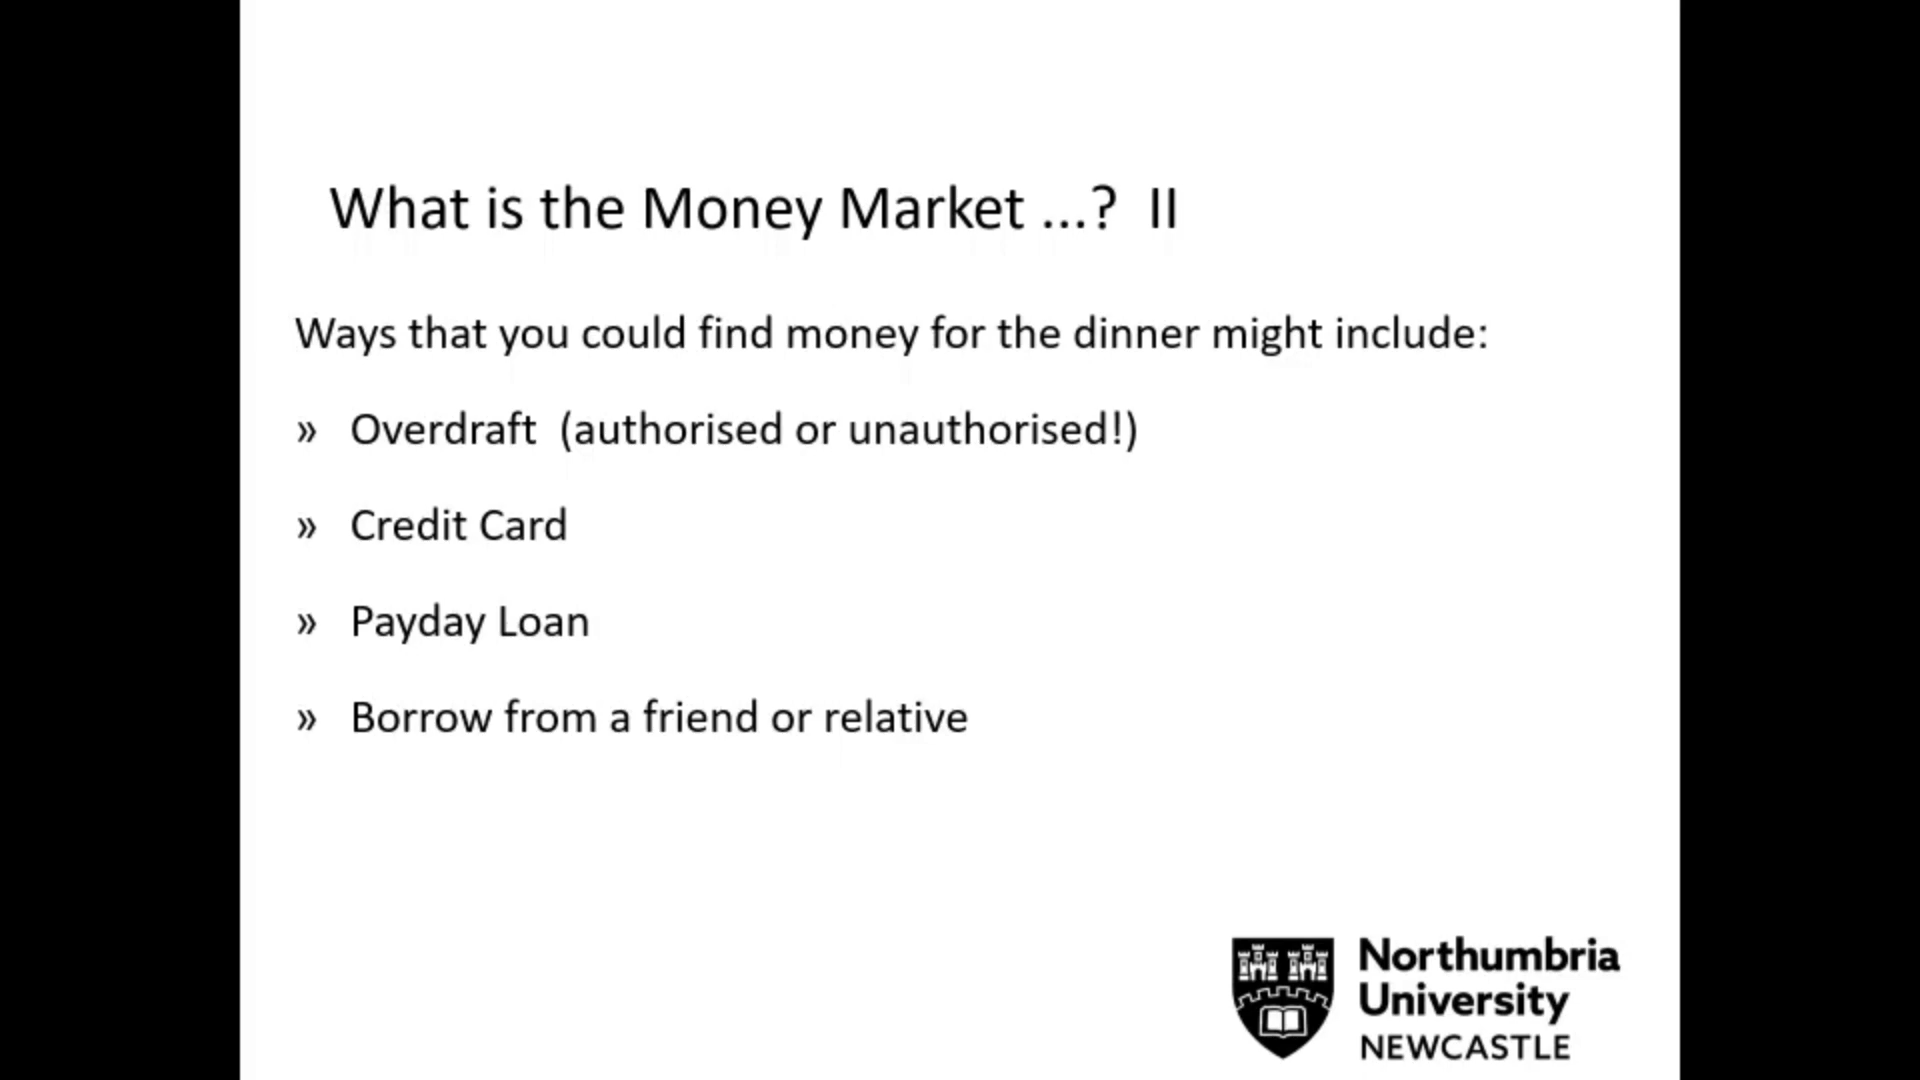 What is the Money Market ...?  II
Ways that you could find money for the dinner might include:
» Overdraft  (authorised or unauthorised!)
» Credit Card
» Payday Loan
» Borrow from a friend or relative
Northumbria
University
NEWCASTLE